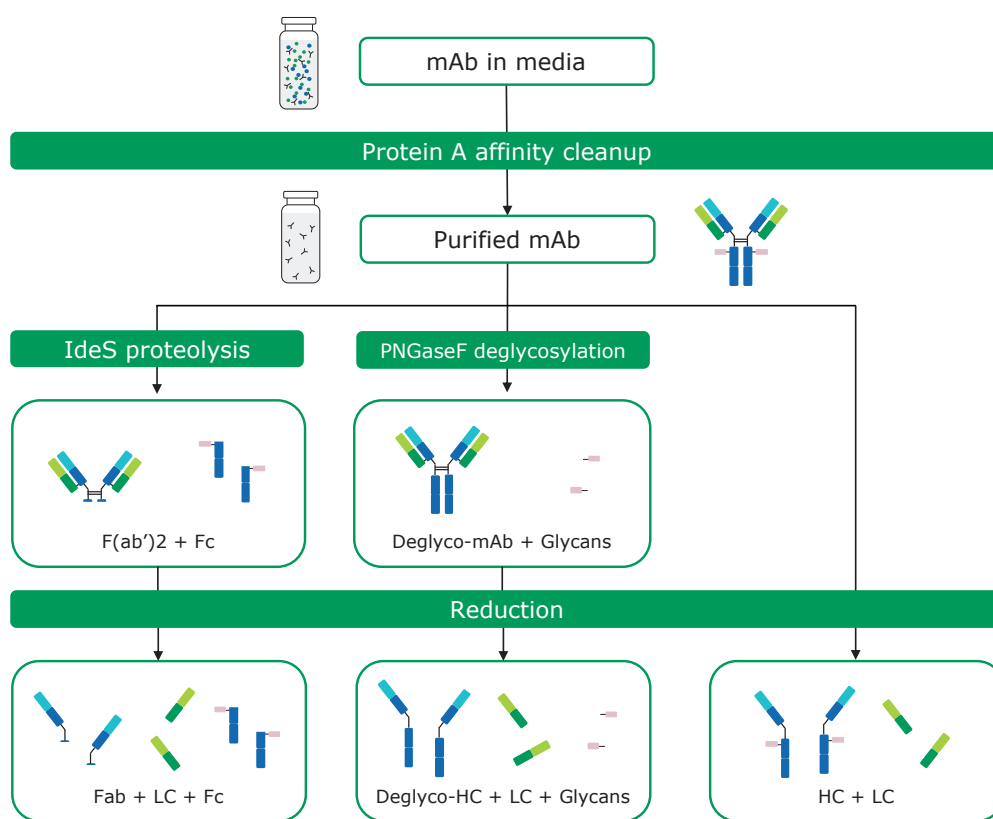 mAb in media
Protein A affinity cleanup
Purified mAb
IdeS proteolysis
PNGaseF deglycosylation
F(ab')2 + Fc
Deglyco-mAb + Glycans
Reduction
Fab + LC + Fc
Deglyco-HC + LC + Glycans
HC + LC